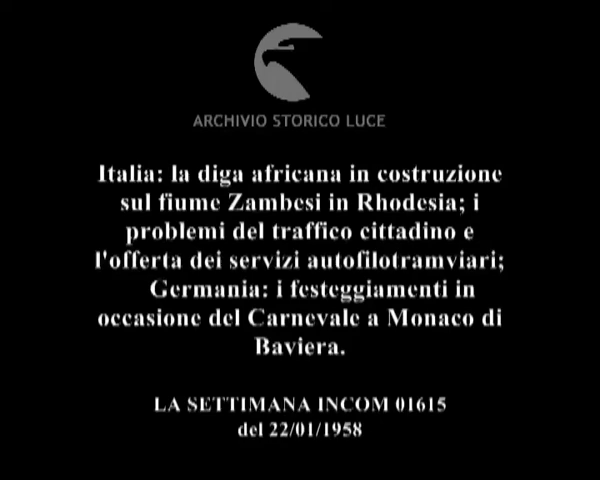 ARCHIVIO STORICO LUCE
Italia: la diga africana in costruzione
sul fiume Zambesi in Rhodesia; i
problemi del traffico cittadino e
l'offerta dei servizi autofilotramviari;
Germania: i festeggiamenti in
occasione del Carnevale a Monaco di
Baviera.
LA SETTIMANA INCOM 01615
del 22/01/1958